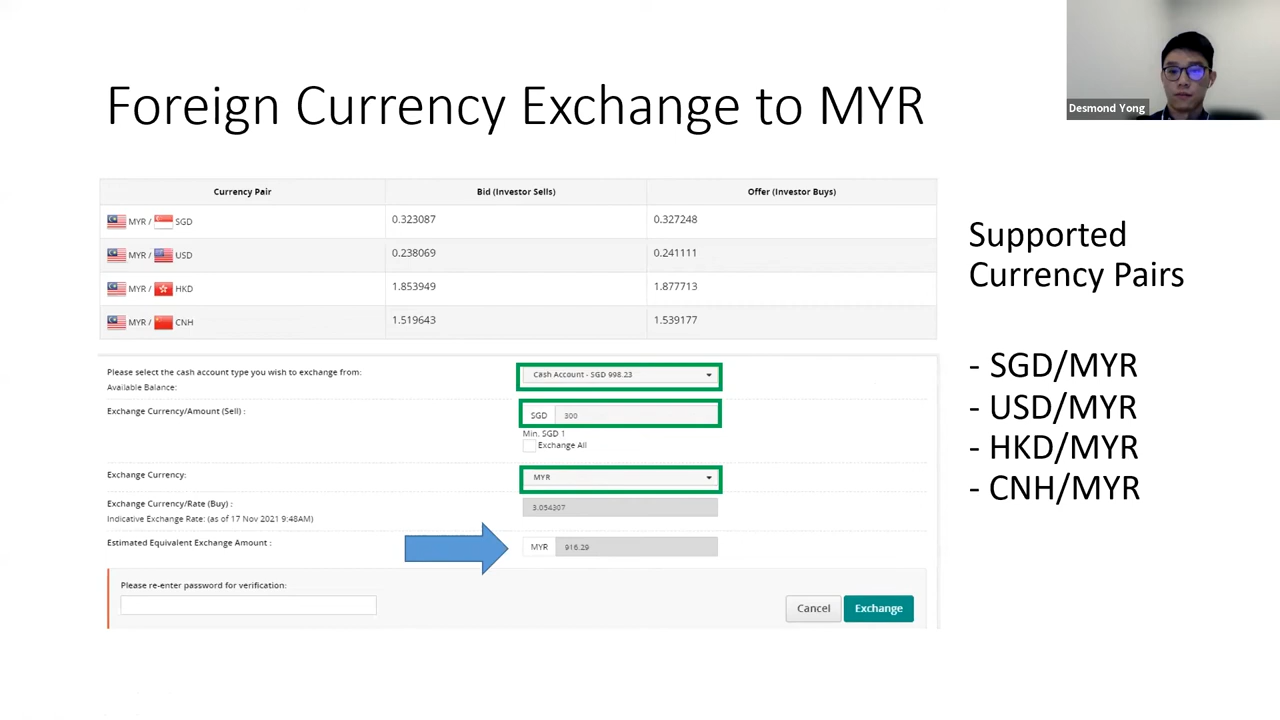 Desmond Yong
Foreign Currency Exchange to MYR
Currency Pair Bid (Investor Sells) Offer (Investor Buys)
MYR / SGD 0.323087 0.327248
MYR / USD 0.238069 0.241111
MYR / HKD 1.853949 1.877713
MYR / CNH 1.519643 1.539177
Please select the cash account type you wish to exchange from: Cash Account - SGD 998.23
Available Balance:
Exchange Currency/Amount (Sell) : SGD 300
Min. SGD 1
Exchange All
Exchange Currency: MYR
Exchange Currency/Rate (Buy) : 3.054307
Indicative Exchange Rate: (as of 17 Nov 2021 9:48AM)
Estimated Equivalent Exchange Amount : MYR 916.29
Please re-enter password for verification:
Cancel Exchange
Supported
Currency Pairs
- SGD/MYR
- USD/MYR
- HKD/MYR
- CNH/MYR